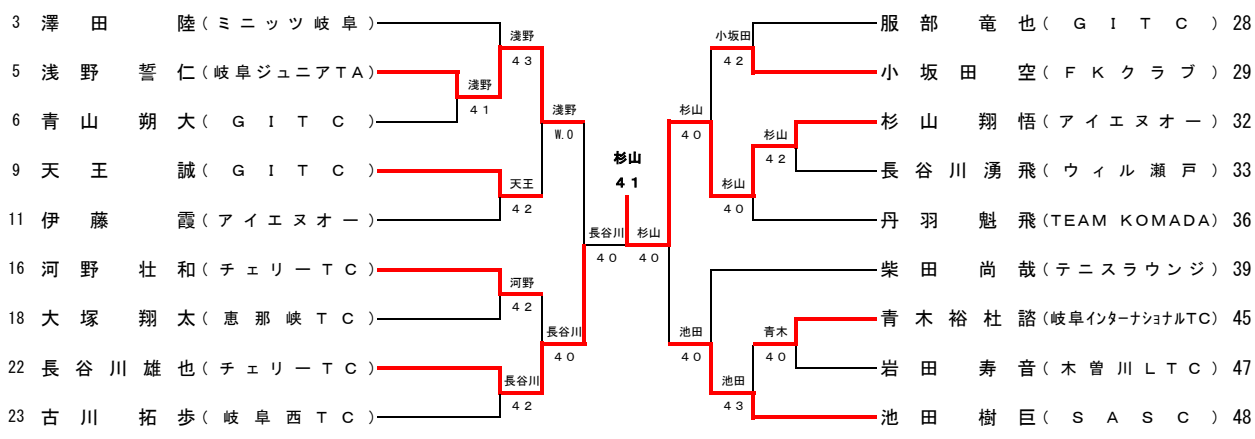 3 澤田 陸(ミニッツ岐阜)
5 浅野 誓仁(岐阜ジュニアTA)
6 青山 朔大(GITC)
9 天王 誠(GITC)
11 伊藤 霞(アイエヌオー)
16 河野 壮和(チェリーTC)
18 大塚 翔太(恵那峡TC)
22 長谷川雄也(チェリーTC)
23 古川 拓歩(岐阜西TC)
浅野
41
淺野
43
天王
42
河野
42
長谷川
42
淺野
W.0
長谷川
40
長谷川
40
杉山
41
杉山
40
杉山
40
池田
40
小坂田
42
杉山
40
杉山
42
青木
40
池田
43
服部竜也(GITC) 28
小坂田 空(FKクラブ) 29
杉山 翔悟(アイエヌオー) 32
長谷川湧飛(ウィル瀬戸) 33
丹羽 魁飛(TEAM KOMADA) 36
柴田 尚哉(テニスラウンジ) 39
青木裕杜諮(岐阜インターナショナルTC) 45
岩田 寿音(木曽川LTC) 47
池田 樹巨(SASC) 48